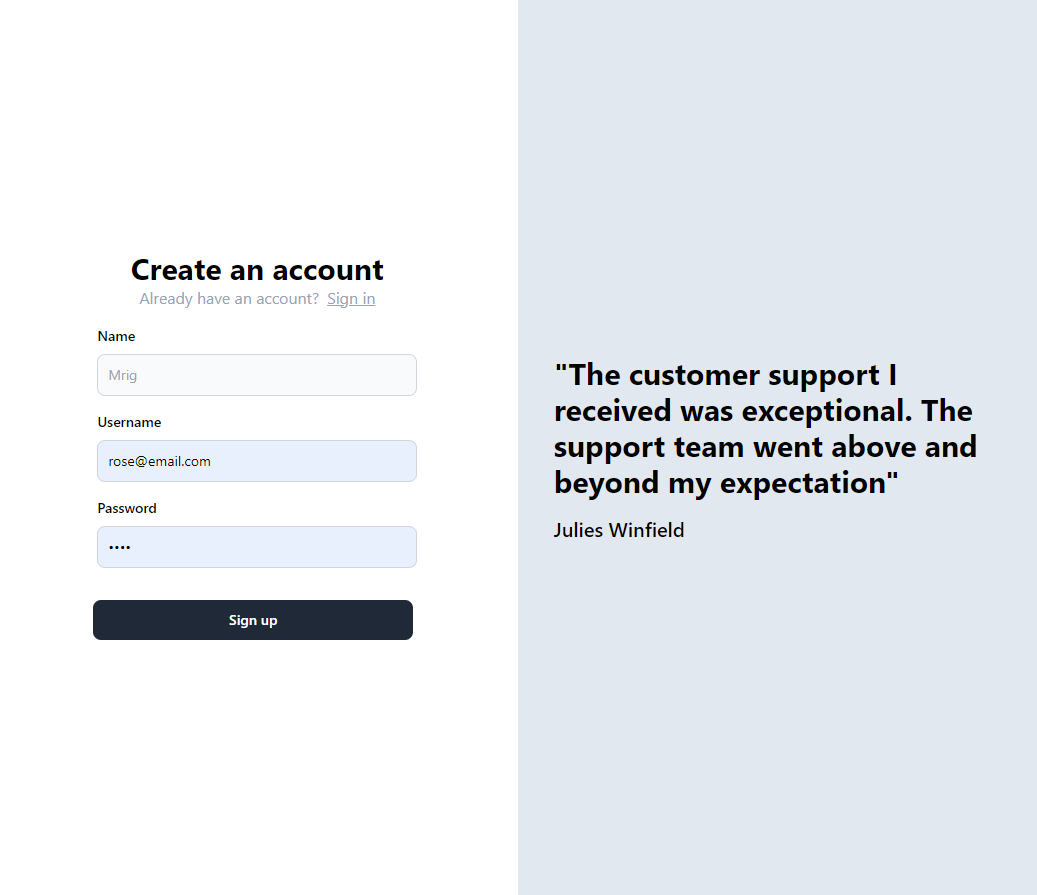 Create an account
Already have an account? Sign in
Name
Mrig
Username
rose@email.com
Password
••••
Sign up
"The customer support I
received was exceptional. The
support team went above and
beyond my expectation"
Julies Winfield